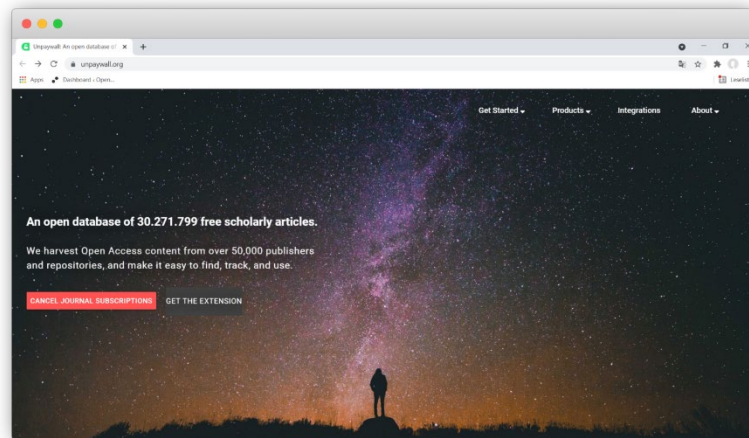 Unpaywall: An open database of
unpaywall.org
Apps
Dashboard ‹ Open...
Leselist
Get Started
Products
Integrations
About
An open database of 30.271.799 free scholarly articles.
We harvest Open Access content from over 50,000 publishers
and repositories, and make it easy to find, track, and use.
CANCEL JOURNAL SUBSCRIPTIONS
GET THE EXTENSION